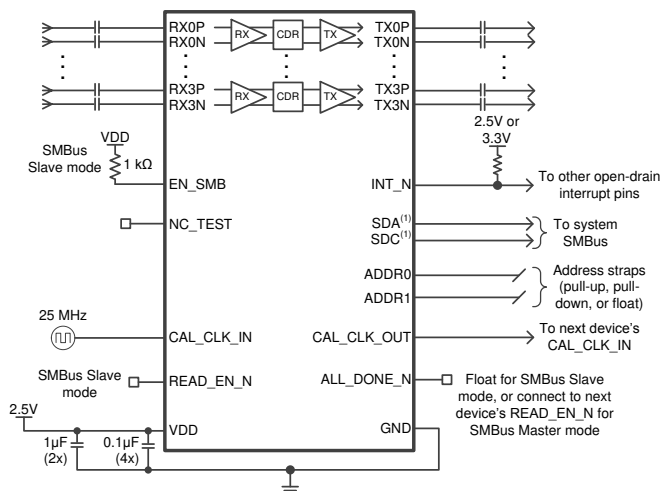 RX0P
RX0N
RX
CDR
TX
TX0P
TX0N
RX3P
RX3N
RX
CDR
TX
TX3P
TX3N
2.5V or
3.3V
VDD
SMBus
Slave mode
1 kΩ
EN_SMB
INT_N
To other open-drain
interrupt pins
NC_TEST
SDA(1)
SDC(1)
To system
SMBus
ADDR0
ADDR1
Address straps
(pull-up, pull-
down, or float)
25 MHz
CAL_CLK_IN
CAL_CLK_OUT
To next device's
CAL_CLK_IN
SMBus Slave
mode
READ_EN_N
ALL_DONE_N
Float for SMBus Slave
mode, or connect to next
device's READ_EN_N for
SMBus Master mode
2.5V
VDD
GND
1µF
(2x)
0.1µF
(4x)